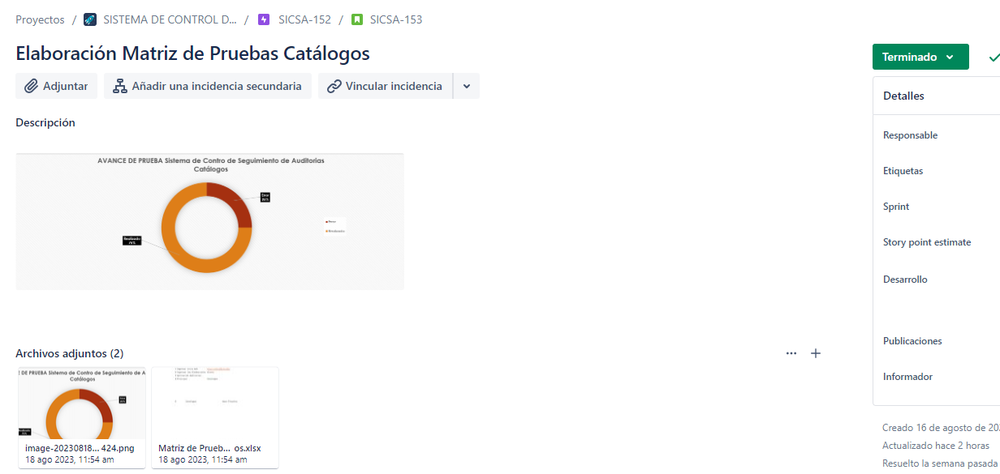 Proyectos / SISTEMA DE CONTROL D... / SICSA-152 / SICSA-153
Elaboración Matriz de Pruebas Catálogos
Terminado
Adjuntar Añadir una incidencia secundaria Vincular incidencia
Detalles
Descripción
Responsable
AVANCE DE PRUEBA Sistema de Contro de Seguimiento de Auditorias
Catálogos
Etiquetas
Error
25%
Sprint
Realizado
75%
Story point estimate
Desarrollo
Publicaciones
Archivos adjuntos (2)
Informador
E DE PRUEBA Sistema de Contro de Seguimiento de A
Catálogos
image-20230818... 424.png
18 ago 2023, 11:54 am
Matriz de Prueb... os.xlsx
18 ago 2023, 11:54 am
Creado 16 de agosto de 202
Actualizado hace 2 horas
Resuelto la semana pasada